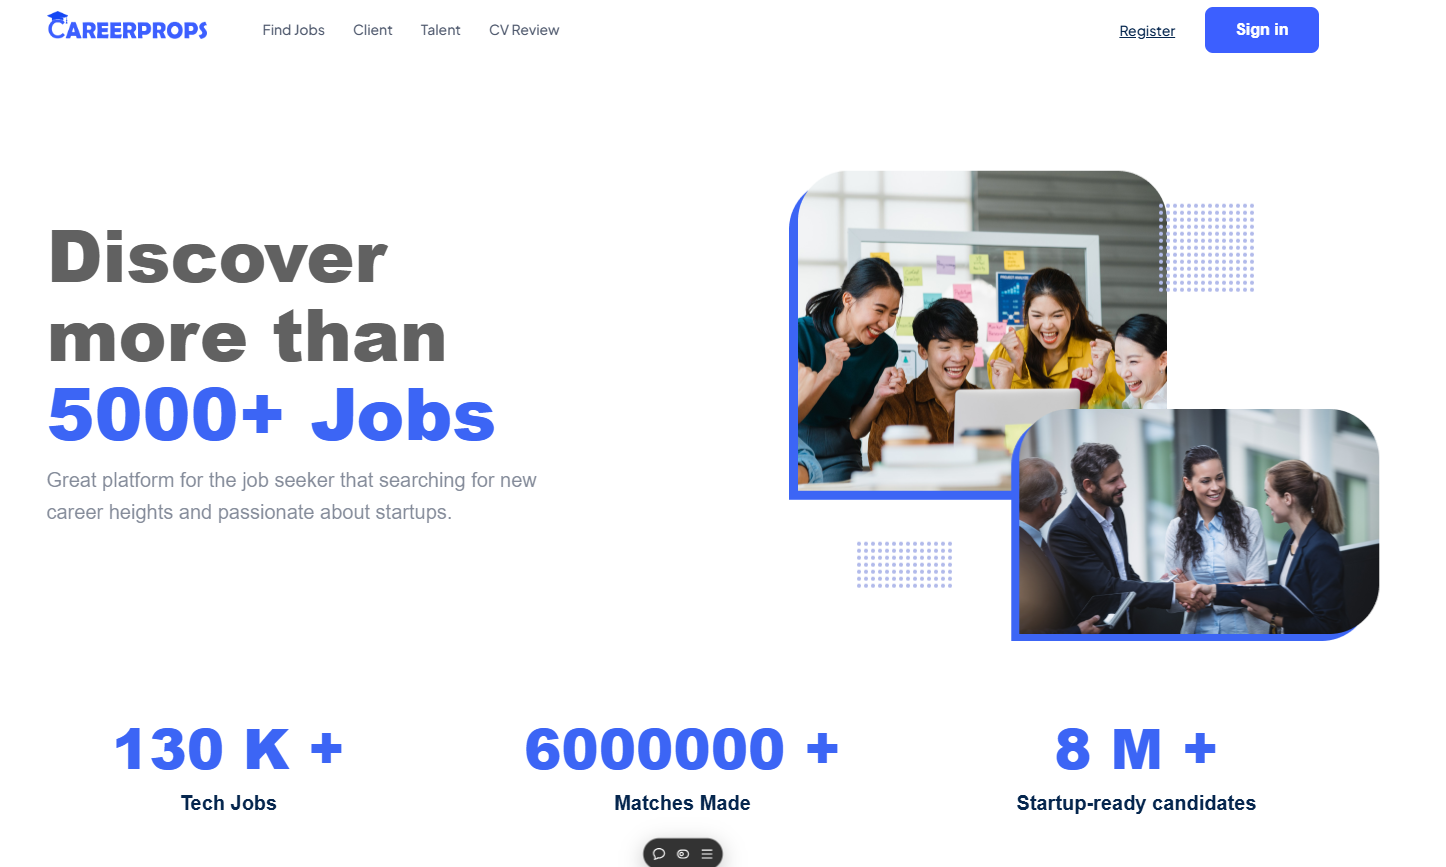 CAREERPROPS
Find Jobs
Client
Talent
CV Review
Register
Sign in
Discover
more than
5000+ Jobs
Great platform for the job seeker that searching for new
career heights and passionate about startups.
130 K +
Tech Jobs
6000000 +
Matches Made
8 M +
Startup-ready candidates